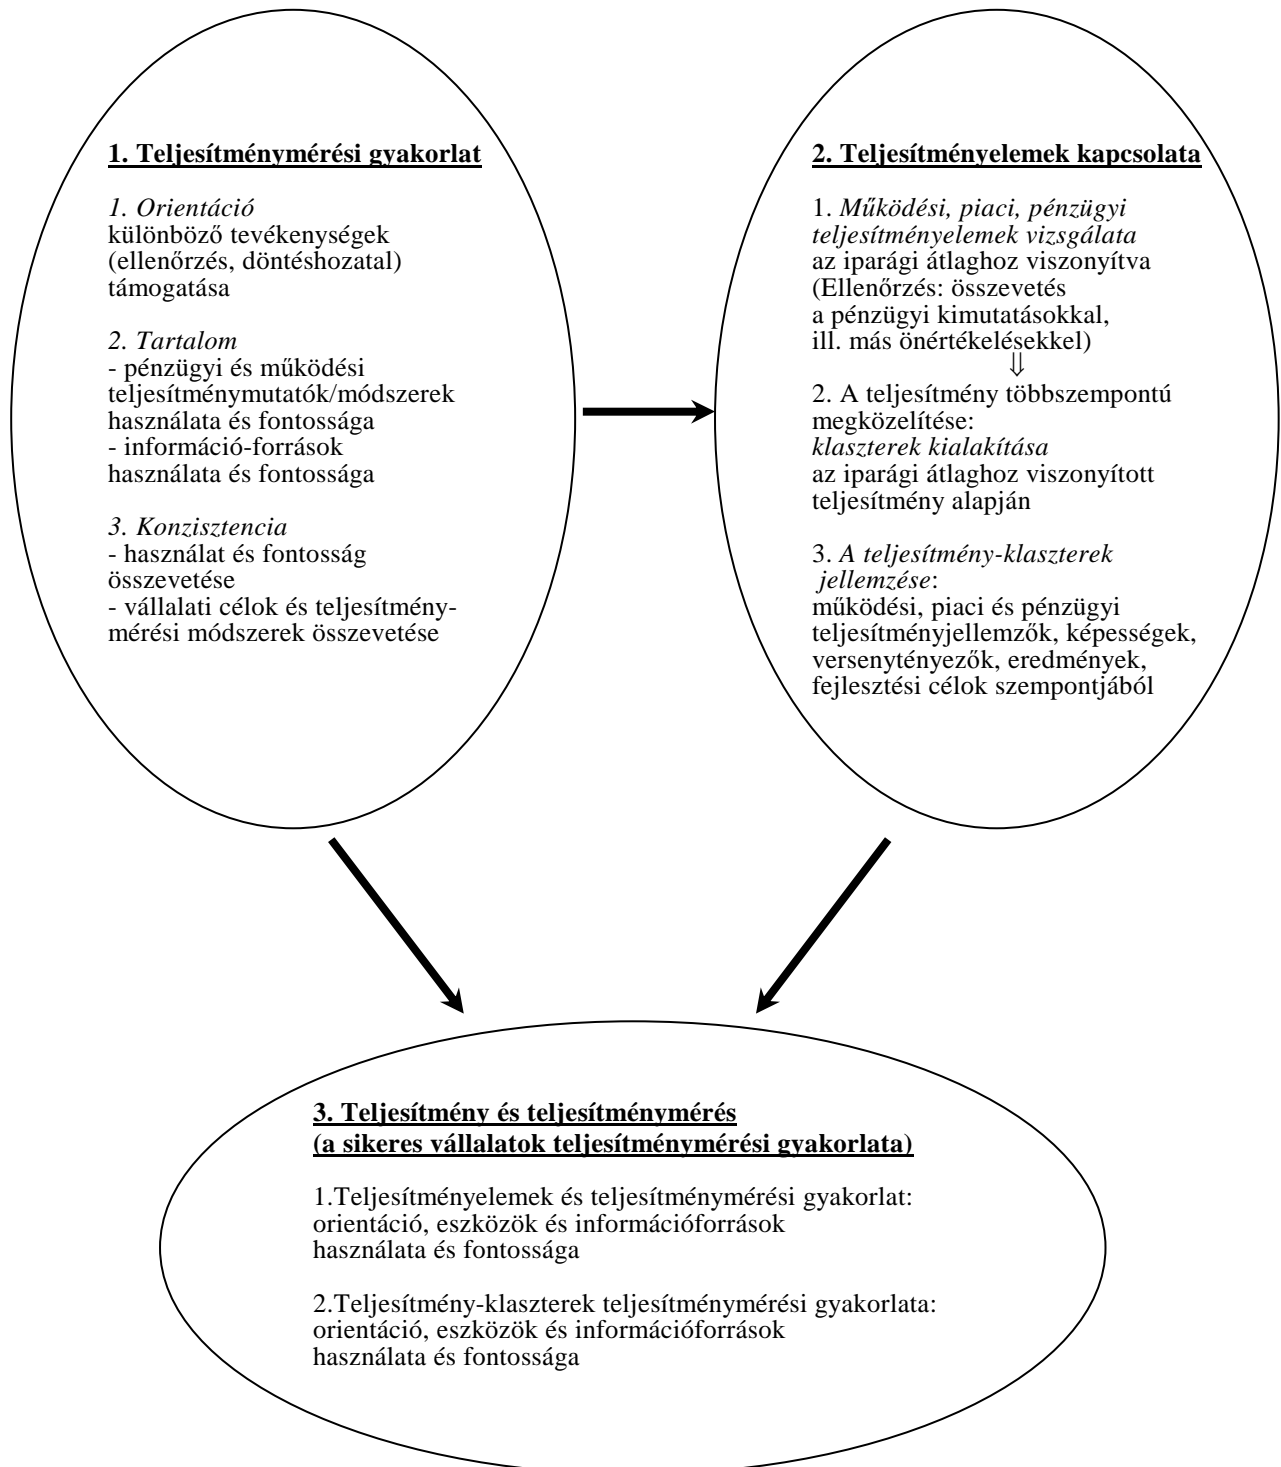 1. Teljesítménymérési gyakorlat
1. Orientáció
különböző tevékenységek
(ellenőrzés, döntéshozatal)
támogatása
2. Tartalom
- pénzügyi és működési
teljesítménymutatók/módszerek
használata és fontossága
- információ-források
használata és fontossága
3. Konzisztencia
- használat és fontosság
összevetése
- vállalati célok és teljesítmény-
mérési módszerek összevetése
2. Teljesítményelemek kapcsolata
1. Működési, piaci, pénzügyi
teljesítményelemek vizsgálata
az iparági átlaghoz viszonyítva
(Ellenőrzés: összevetés
a pénzügyi kimutatásokkal,
ill. más önértékelésekkel)
⇓
2. A teljesítmény többszempontú
megközelítése:
klaszterek kialakítása
az iparági átlaghoz viszonyított
teljesítmény alapján
3. A teljesítmény-klaszterek
jellemzése:
működési, piaci és pénzügyi
teljesítményjellemzők, képességek,
versenytényezők, eredmények,
fejlesztési célok szempontjából
3. Teljesítmény és teljesítménymérés
(a sikeres vállalatok teljesítménymérési gyakorlata)
1.Teljesítményelemek és teljesítménymérési gyakorlat:
orientáció, eszközök és információforrások
használata és fontossága
2.Teljesítmény-klaszterek teljesítménymérési gyakorlata:
orientáció, eszközök és információforrások
használata és fontossága